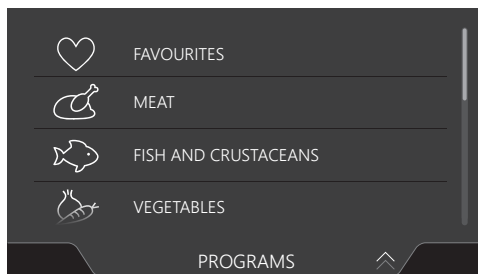 FAVOURITES
MEAT
FISH AND CRUSTACEANS
VEGETABLES
PROGRAMS